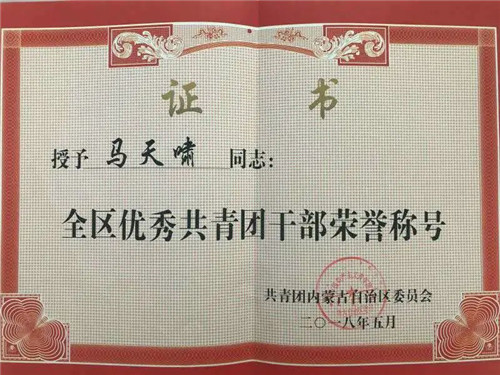 证书
授予 马天啸 同志：
全区优秀共青团干部荣誉称号
共青团内蒙古自治区委员会
二〇一八年五月